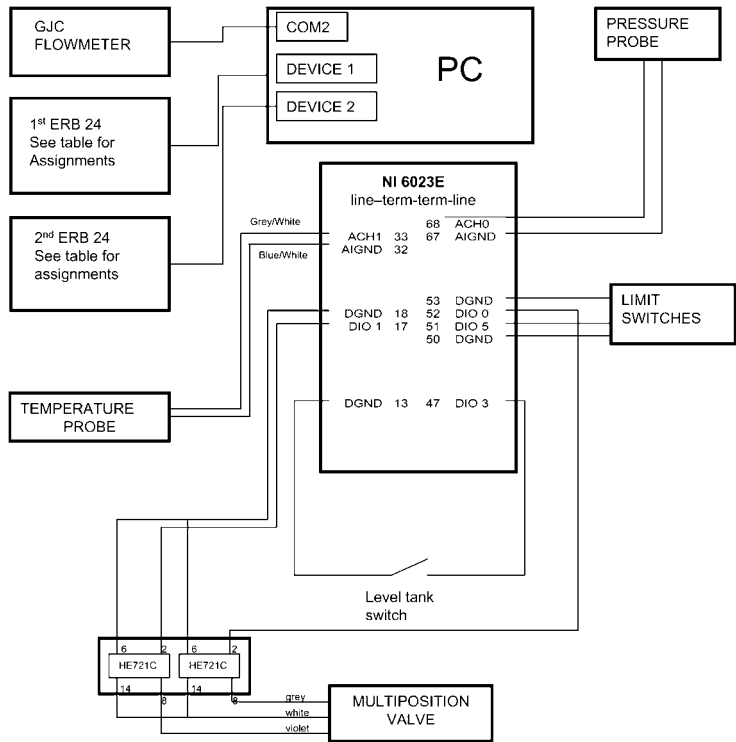 GJC
FLOWMETER
COM2
DEVICE 1
DEVICE 2
PC
PRESSURE
PROBE
1st ERB 24
See table for
Assignments
2nd ERB 24
See table for
assignments
NI 6023E
line–term-term-line
Grey/White
Blue/White
68 ACH0
67 AIGND
ACH1 33
AIGND 32
53 DGND
52 DIO 0
51 DIO 5
50 DGND
DGND 18
DIO 1 17
LIMIT
SWITCHES
TEMPERATURE
PROBE
DGND 13 47 DIO 3
Level tank
switch
6 2 6 2
HE721C HE721C
14 8 14 8
grey
white
violet
MULTIPOSITION
VALVE